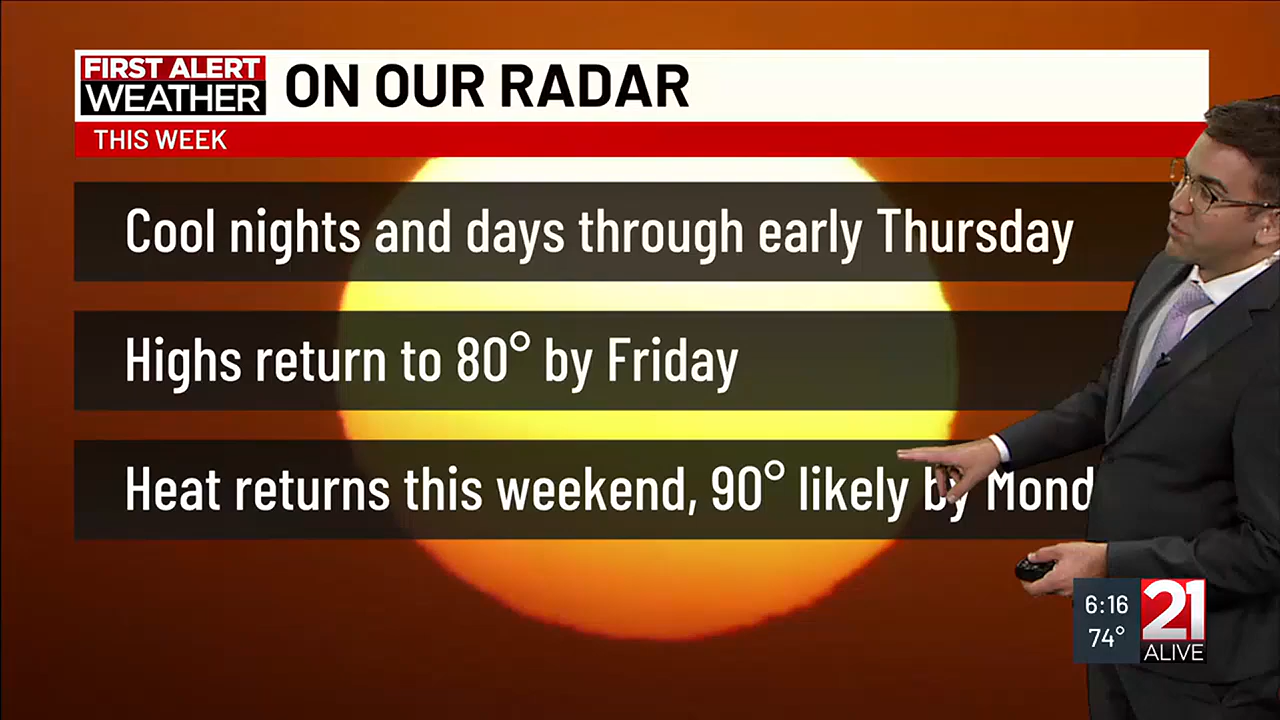 FIRST ALERT
WEATHER
ON OUR RADAR
THIS WEEK
Cool nights and days through early Thursday
Highs return to 80° by Friday
Heat returns this weekend, 90° likely by Mond
6:16
74°
21
ALIVE